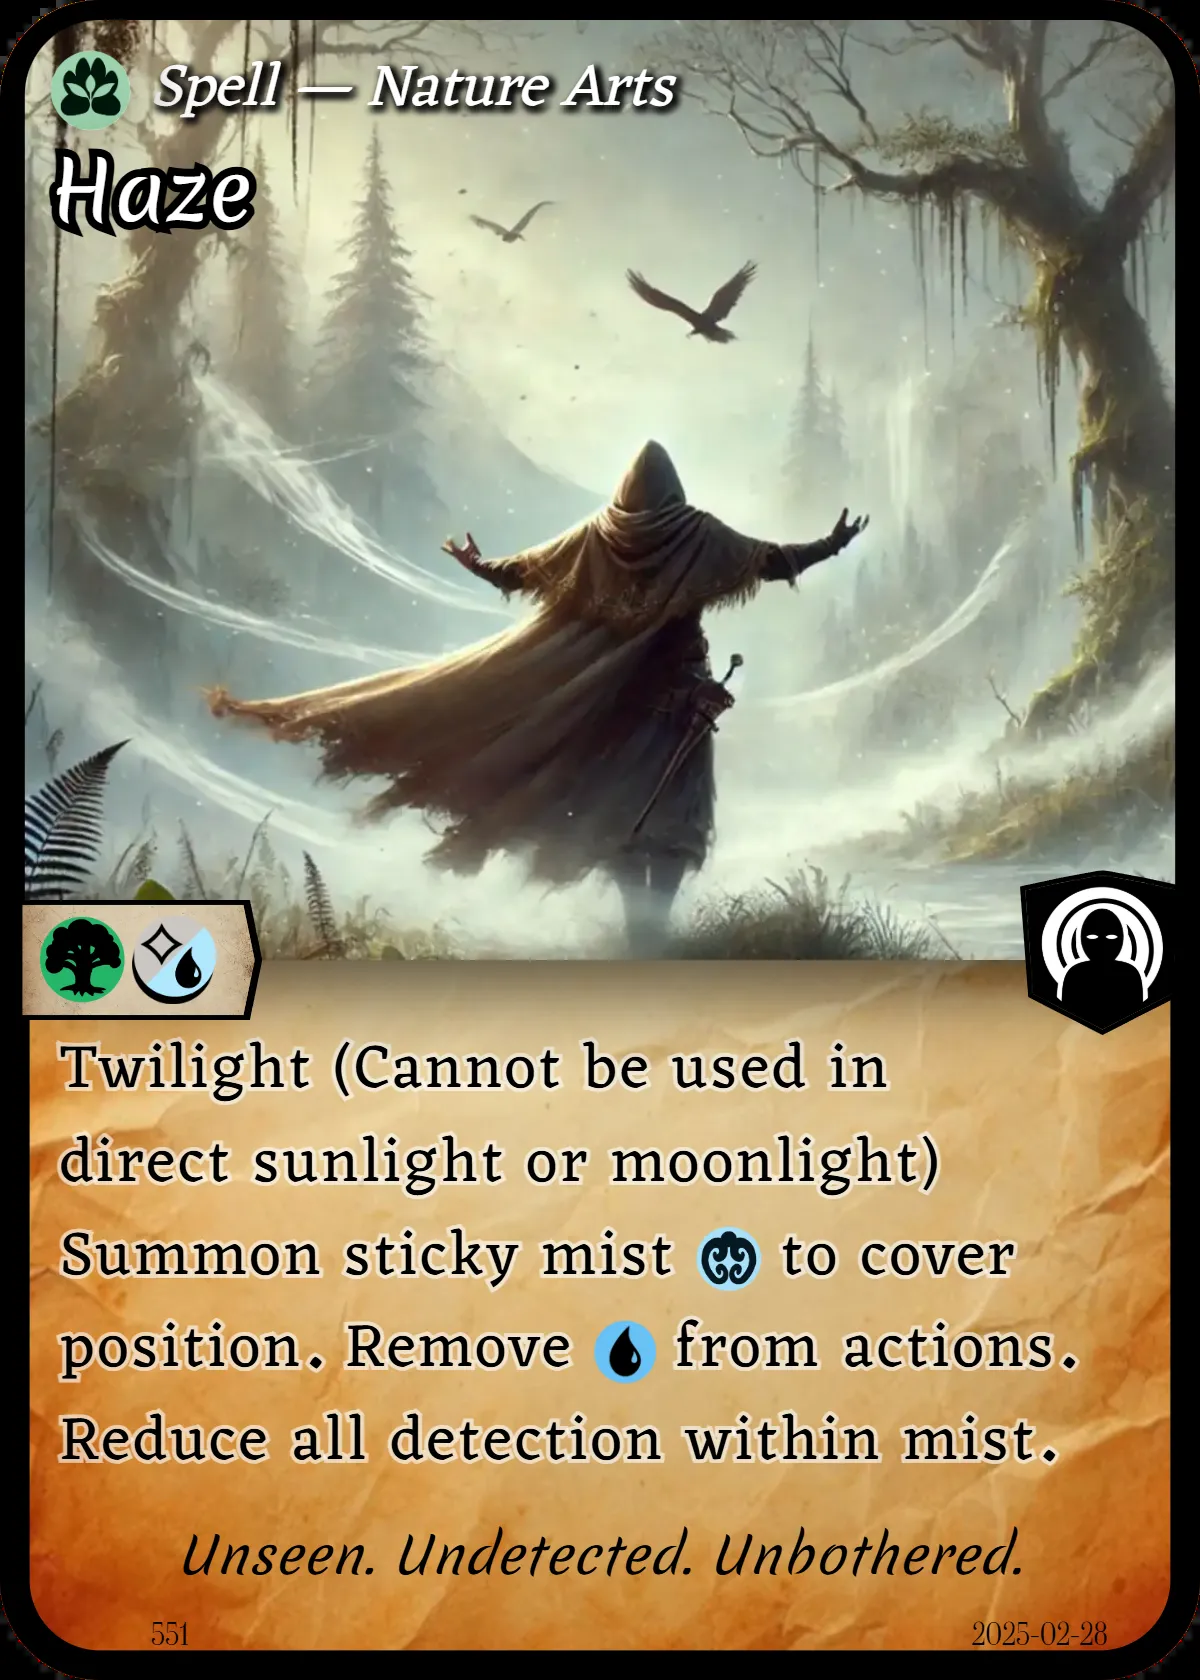 Spell — Nature Arts
Haze
Twilight (Cannot be used in
direct sunlight or moonlight)
Summon sticky mist to cover
position. Remove from actions.
Reduce all detection within mist.
Unseen. Undetected. Unbothered.
551
2025-02-28